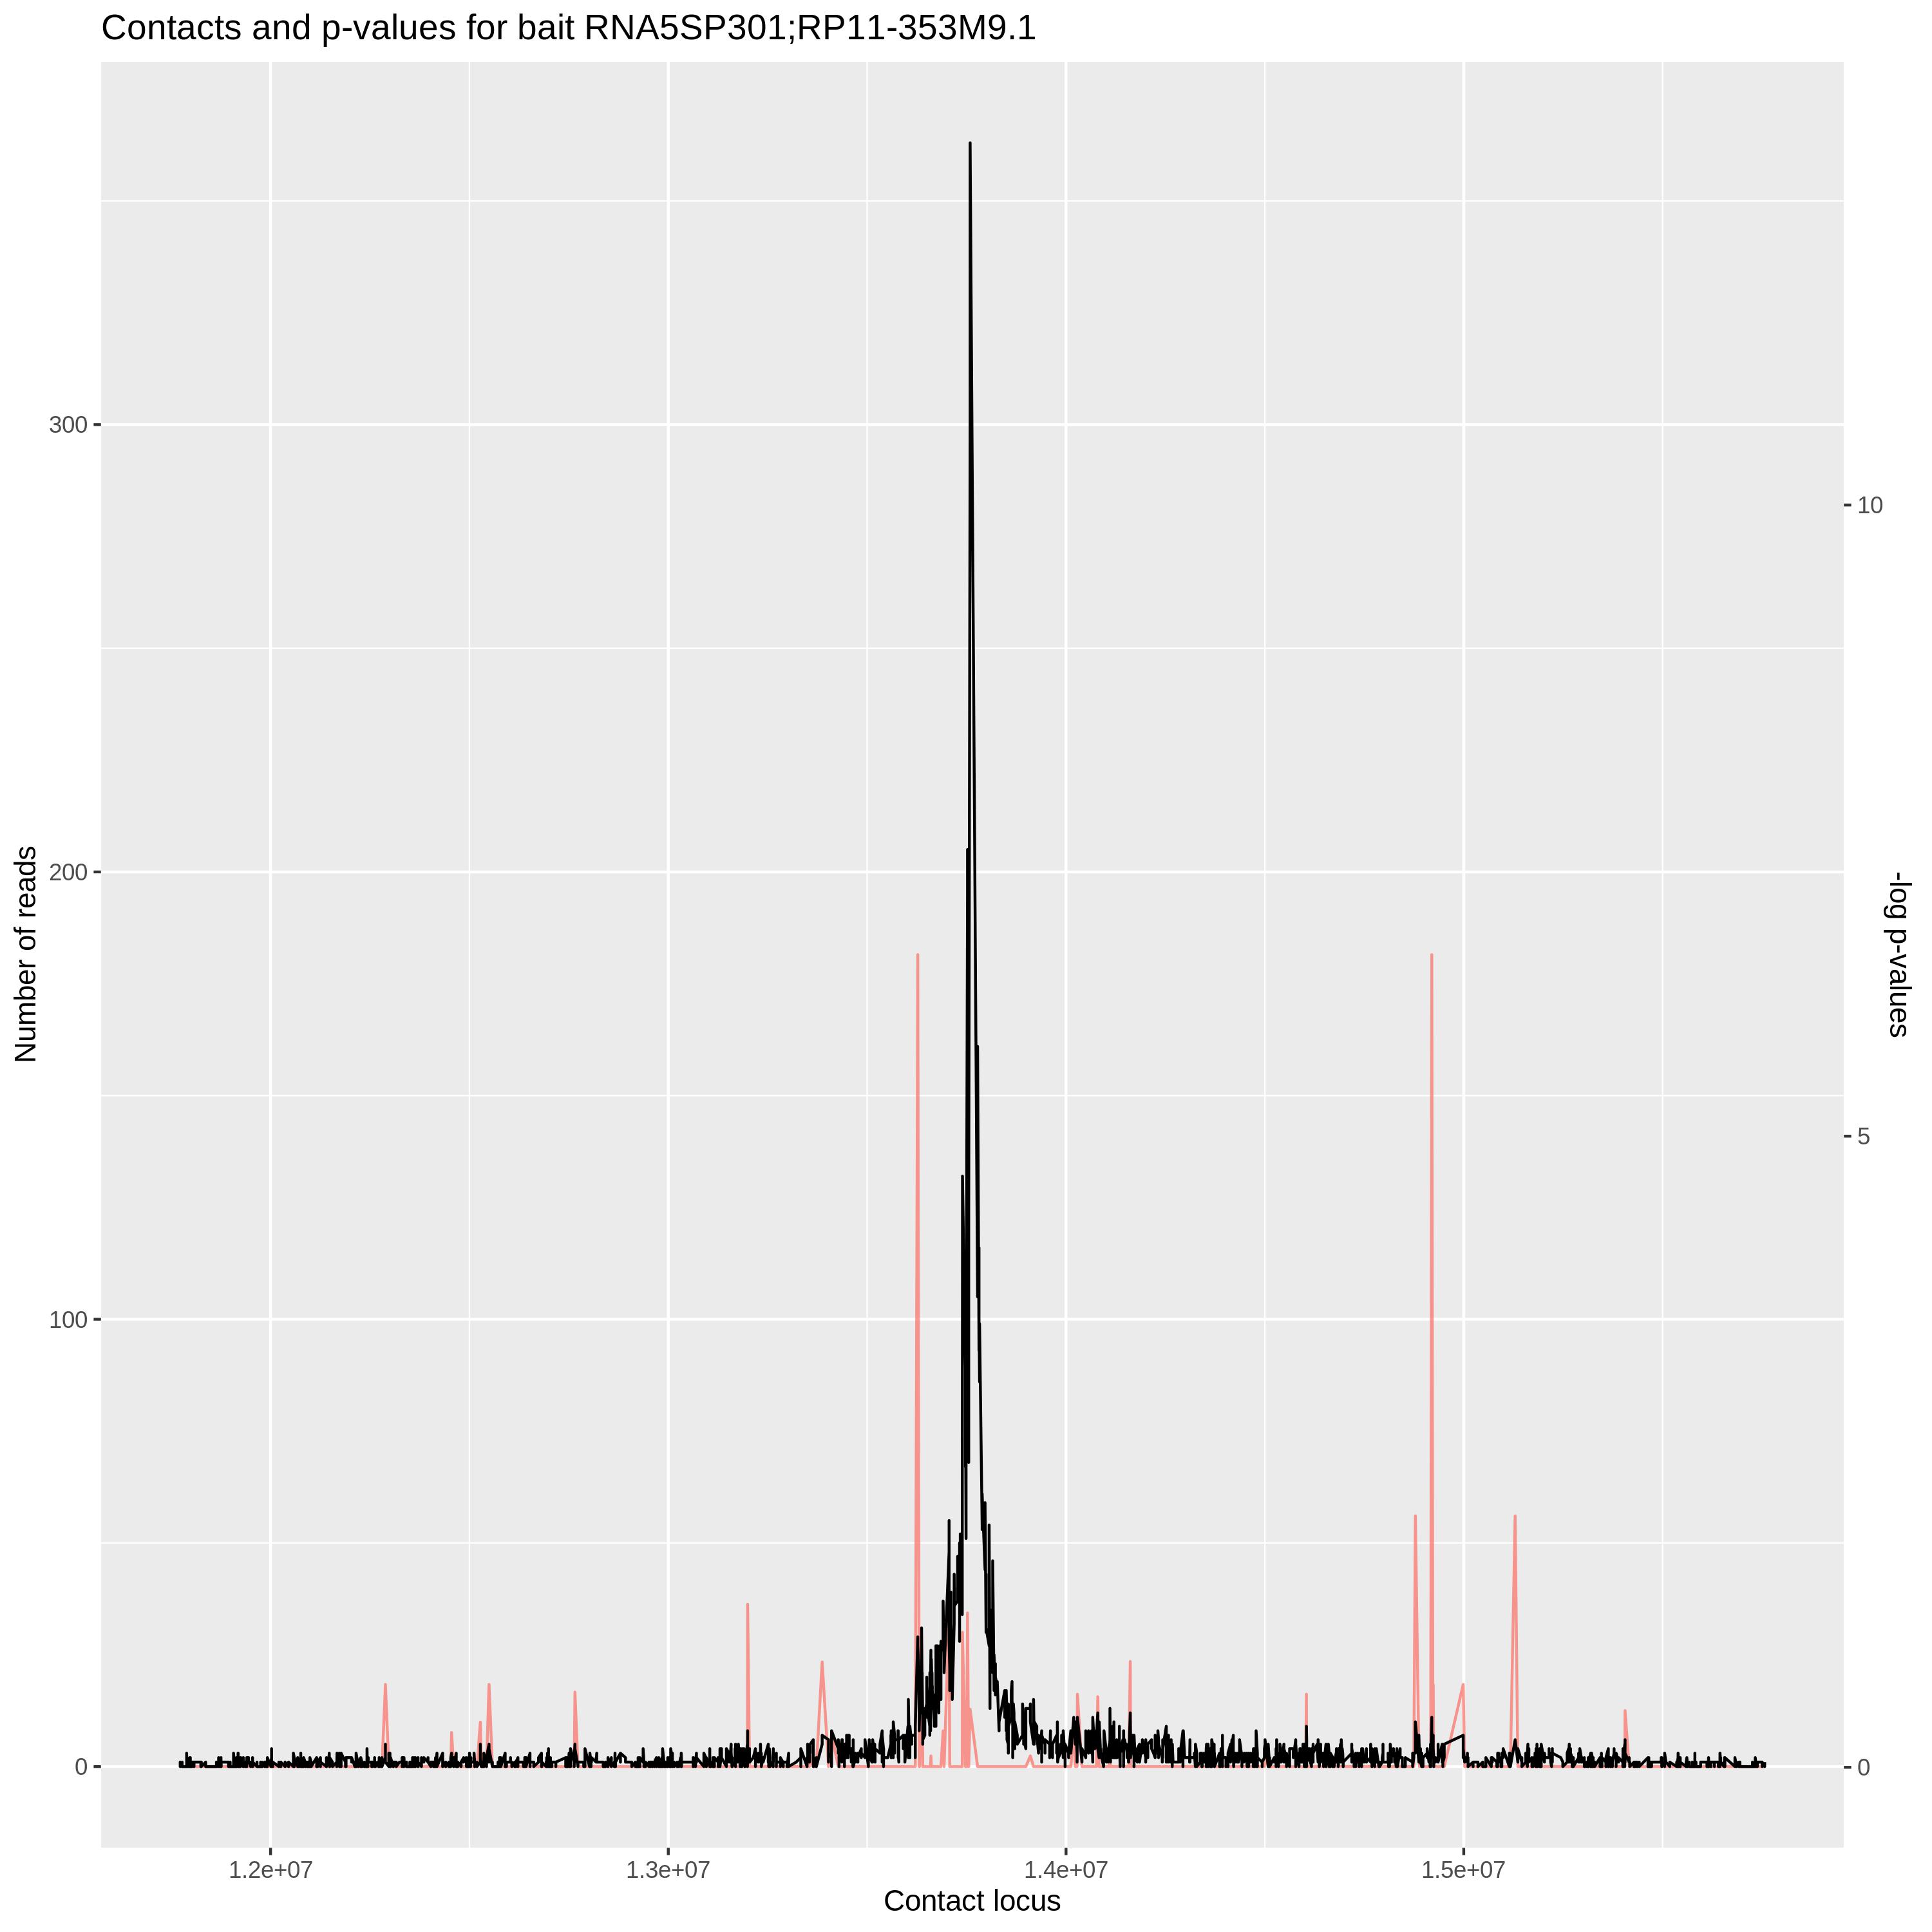 Contacts and p-values for bait RNA5SP301;RP11-353M9.1
Number of reads
300
200
100
0
10
5
0
-log p-values
1.2e+07 1.3e+07 1.4e+07 1.5e+07
Contact locus